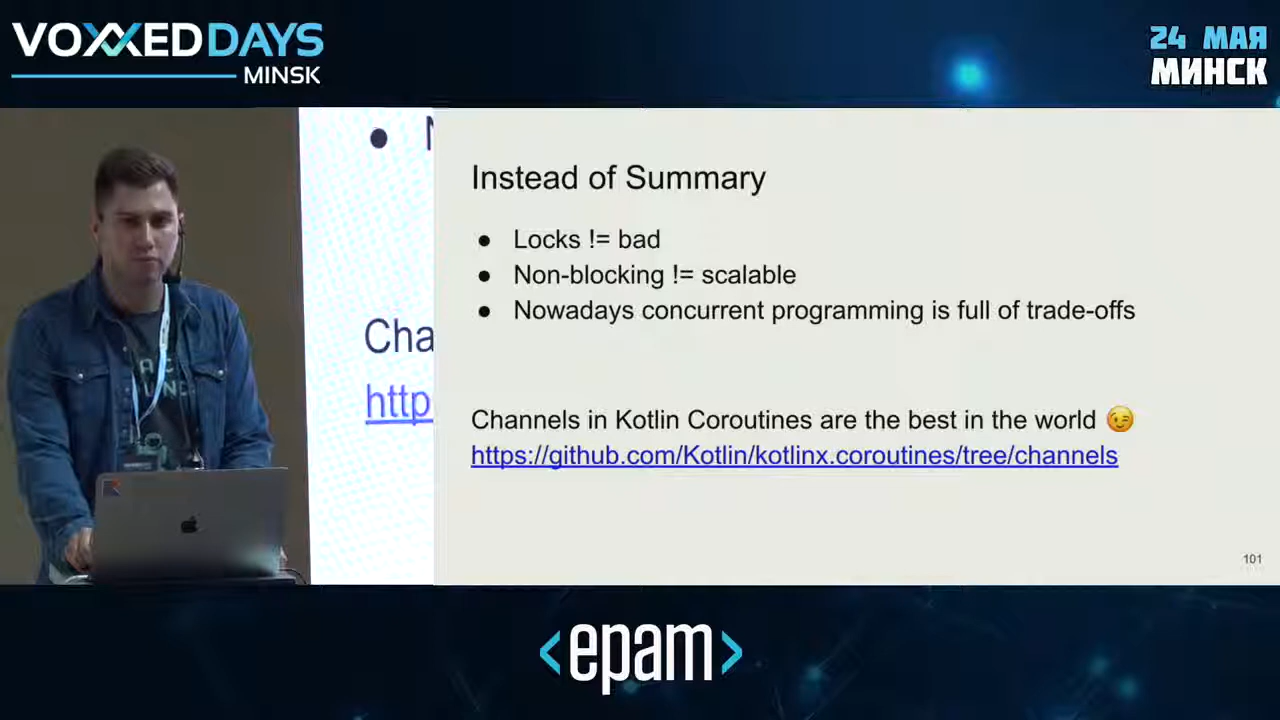 VOXXEDDAYS
MINSK
24 МАЯ
МИНСК
Cha
http
Instead of Summary
● Locks != bad
● Non-blocking != scalable
● Nowadays concurrent programming is full of trade-offs
Channels in Kotlin Coroutines are the best in the world 😉
https://github.com/Kotlin/kotlinx.coroutines/tree/channels
101
<epam>